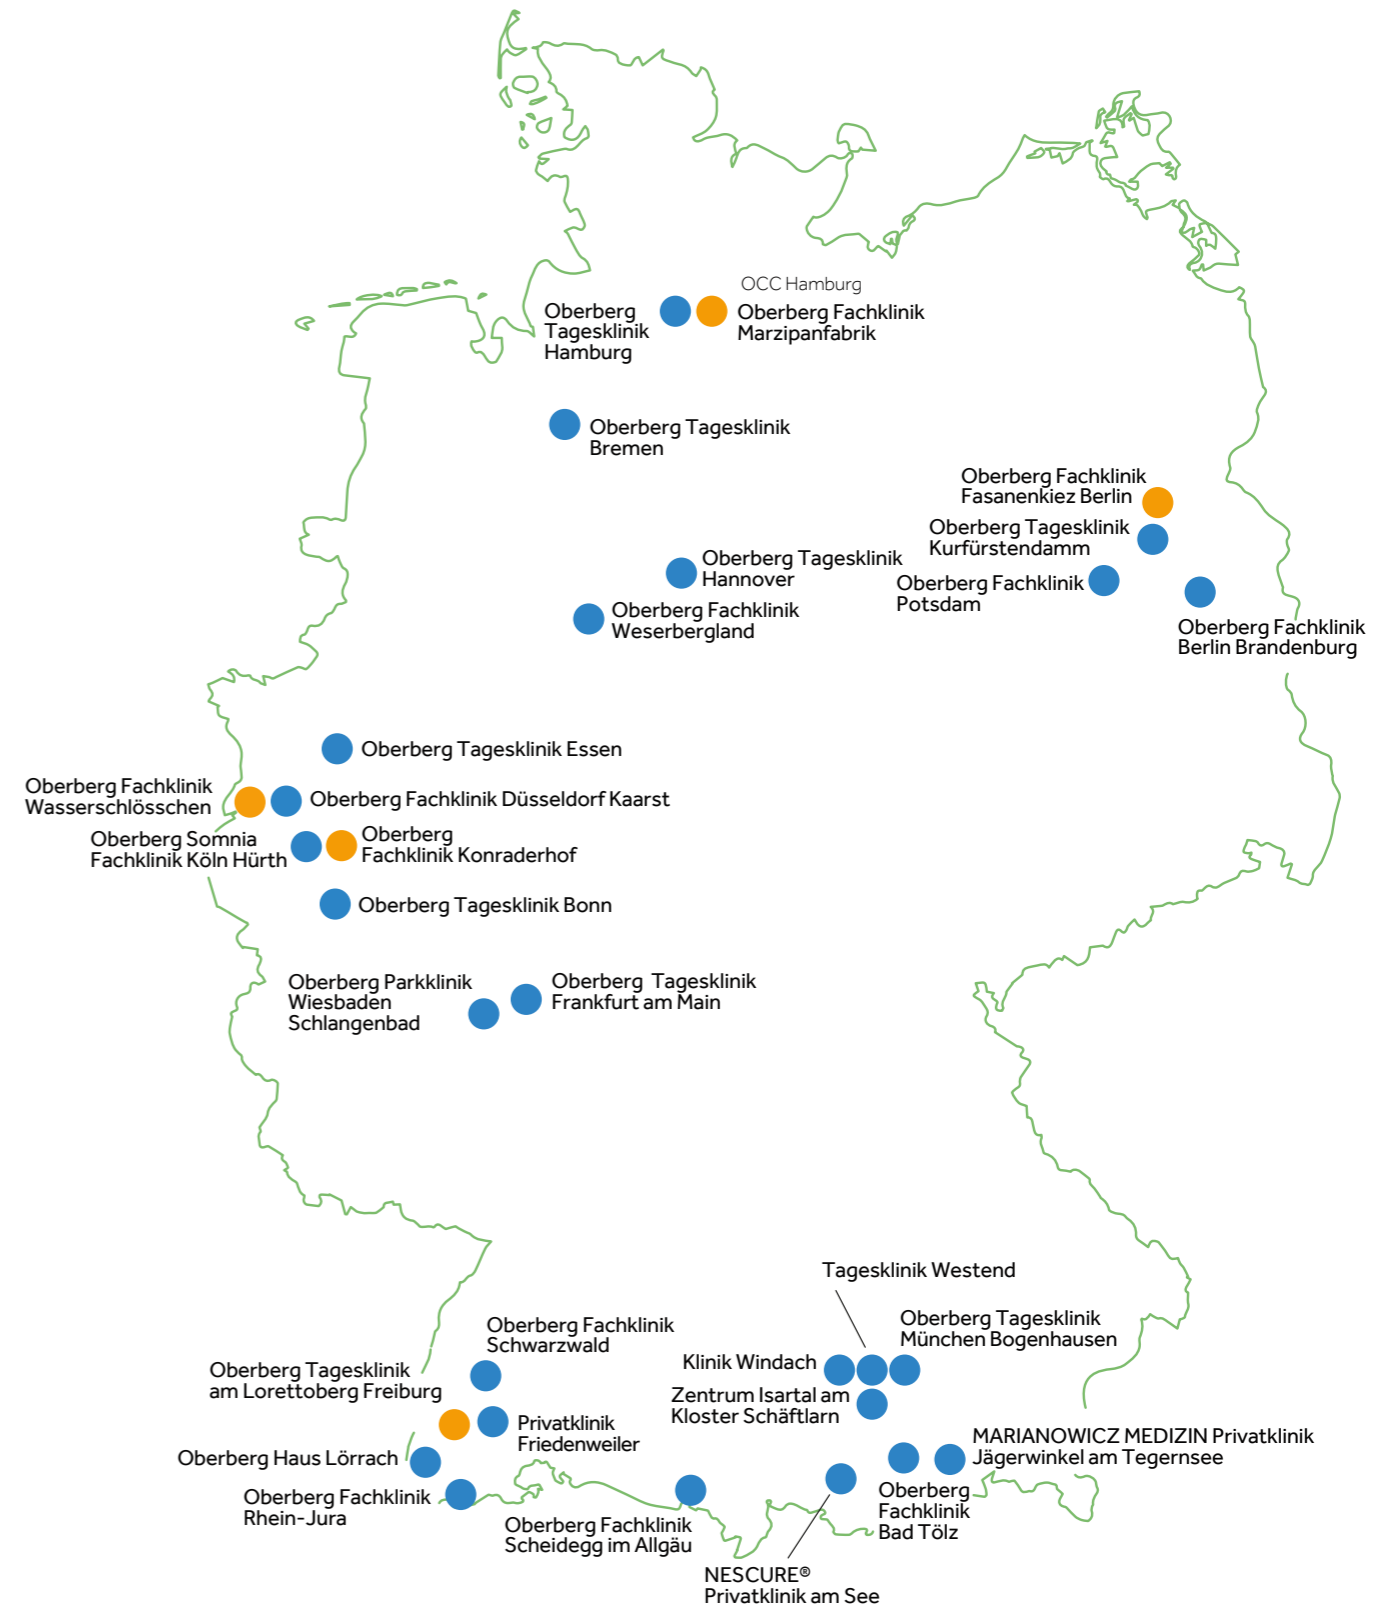 OCC Hamburg
Oberberg
Tagesklinik
Hamburg
Oberberg Fachklinik
Marzipanfabrik
Oberberg Tagesklinik
Bremen
Oberberg Fachklinik
Fasanenkiez Berlin
Oberberg Tagesklinik
Kurfürstendamm
Oberberg Tagesklinik
Hannover
Oberberg Fachklinik
Potsdam
Oberberg Fachklinik
Weserbergland
Oberberg Fachklinik
Berlin Brandenburg
Oberberg Tagesklinik Essen
Oberberg Fachklinik
Wasserschlösschen
Oberberg Fachklinik Düsseldorf Kaarst
Oberberg Somnia
Fachklinik Köln Hürth
Oberberg
Fachklinik Konraderhof
Oberberg Tagesklinik Bonn
Oberberg Parkklinik
Wiesbaden
Schlangenbad
Oberberg Tagesklinik
Frankfurt am Main
Tagesklinik Westend
Oberberg Fachklinik
Schwarzwald
Oberberg Tagesklinik
München Bogenhausen
Oberberg Tagesklinik
am Lorettoberg Freiburg
Klinik Windach
Zentrum Isartal am
Kloster Schäftlarn
Privatklinik
Friedenweiler
MARIANOWICZ MEDIZIN Privatklinik
Jägerwinkel am Tegernsee
Oberberg Haus Lörrach
Oberberg Fachklinik
Rhein-Jura
Oberberg
Fachklinik
Bad Tölz
Oberberg Fachklinik
Scheidegg im Allgäu
NESCURE®
Privatklinik am See